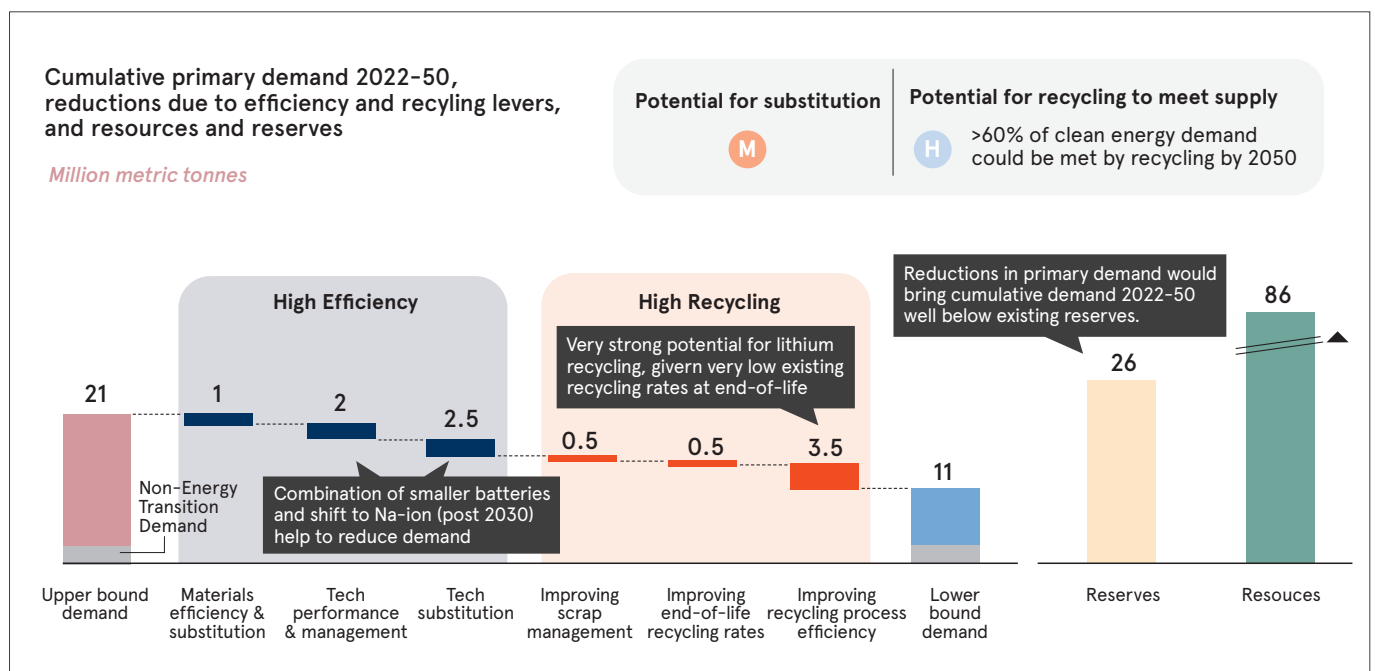 Cumulative primary demand 2022-50,
reductions due to efficiency and recyling levers,
and resources and reserves
Million metric tonnes
Potential for substitution
M
Potential for recycling to meet supply
H
>60% of clean energy demand
could be met by recycling by 2050
High Efficiency
High Recycling
Very strong potential for lithium
recycling, givern very low existing
recycling rates at end-of-life
Reductions in primary demand would
bring cumulative demand 2022-50
well below existing reserves.
21
1
2
2.5
0.5
0.5
3.5
11
26
86
Non-Energy
Transition
Demand
Combination of smaller batteries
and shift to Na-ion (post 2030)
help to reduce demand
Upper bound
demand
Materials
efficiency &
substitution
Tech
performance
& management
Tech
substitution
Improving
scrap
management
Improving
end-of-life
recycling rates
Improving
recycling process
efficiency
Lower
bound
demand
Reserves
Resouces